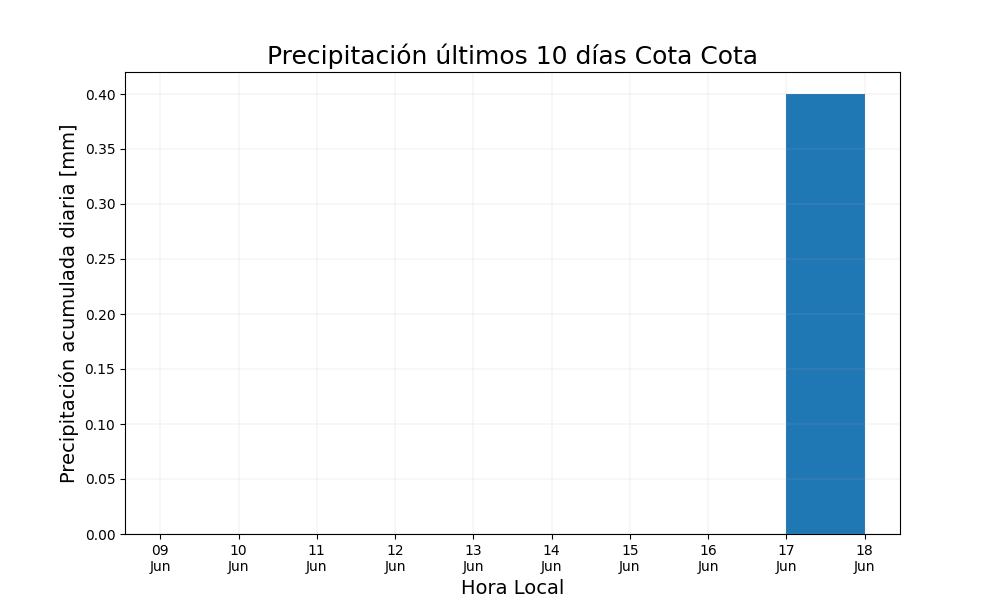 Precipitación últimos 10 días Cota Cota
Precipitación acumulada diaria [mm]
0.40
0.35
0.30
0.25
0.20
0.15
0.10
0.05
0.00
09 10 11 12 13 14 15 16 17 18
Jun Jun Jun Jun Jun Jun Jun Jun Jun Jun
Hora Local